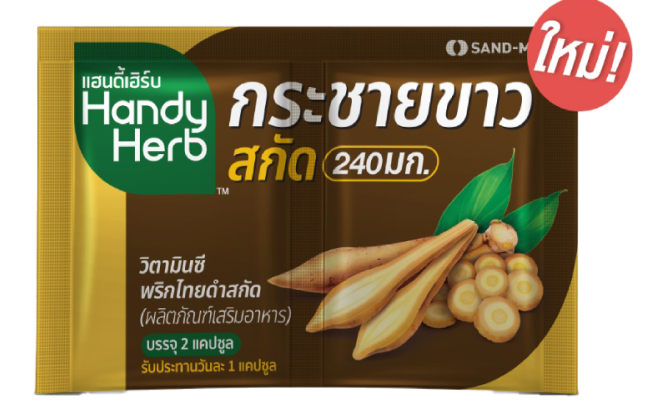 แฮนดี้เฮิร์บ
Handy
Herb
TM
SAND-M
ใหม่!
กระชายขาว
สกัด 240มก.
วิตามินซี
พริกไทยดำสกัด
(ผลิตภัณฑ์เสริมอาหาร)
บรรจุ 2 แคปซูล
รับประทานวันละ 1 แคปซูล